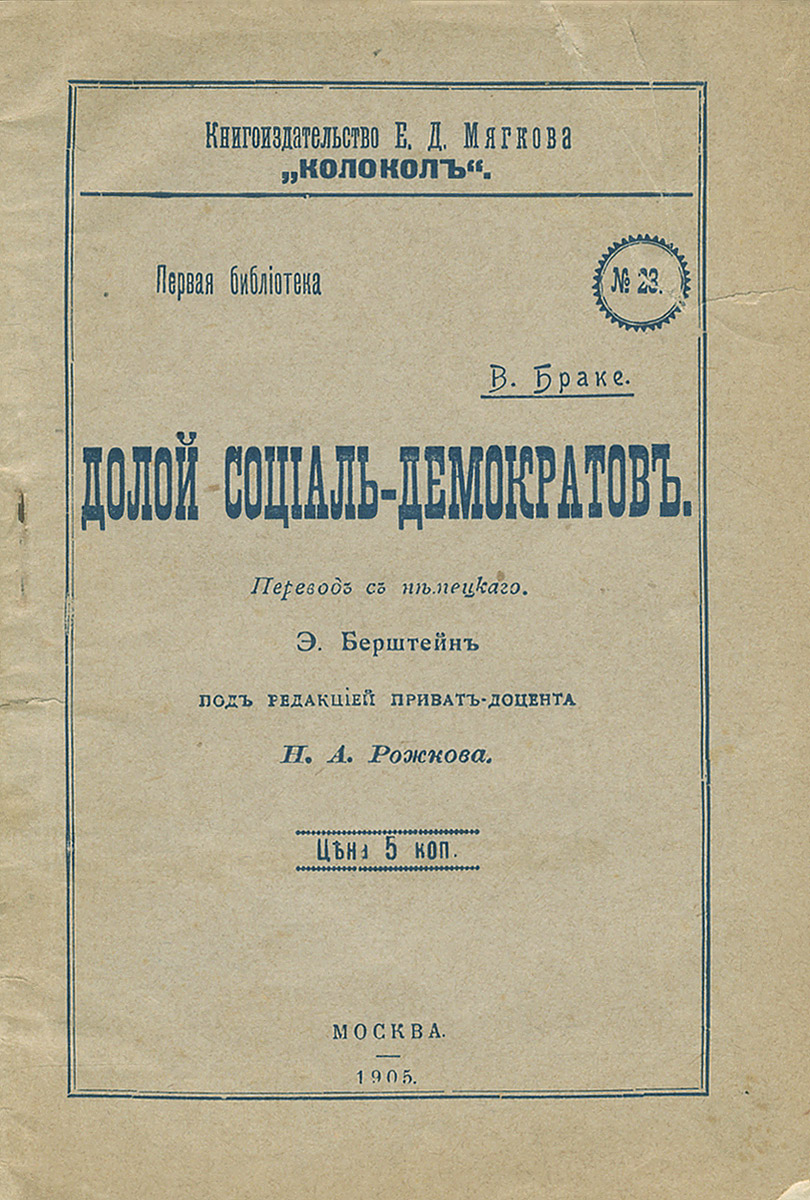 Книгоиздательство Е. Д. Мягкова
„КОЛОКОЛЪ“.
Первая библіотека
№ 23.
В. Браке.
ДОЛОЙ СОЦІАЛЬ-ДЕМОКРАТОВЪ.
Переводъ съ нѣмецкаго.
Э. Берштейнъ
ПОДЪ РЕДАКЦІЕЙ ПРИВАТЪ-ДОЦЕНТА
Н. А. Рожкова.
Цѣна 5 коп.
МОСКВА.
1905.